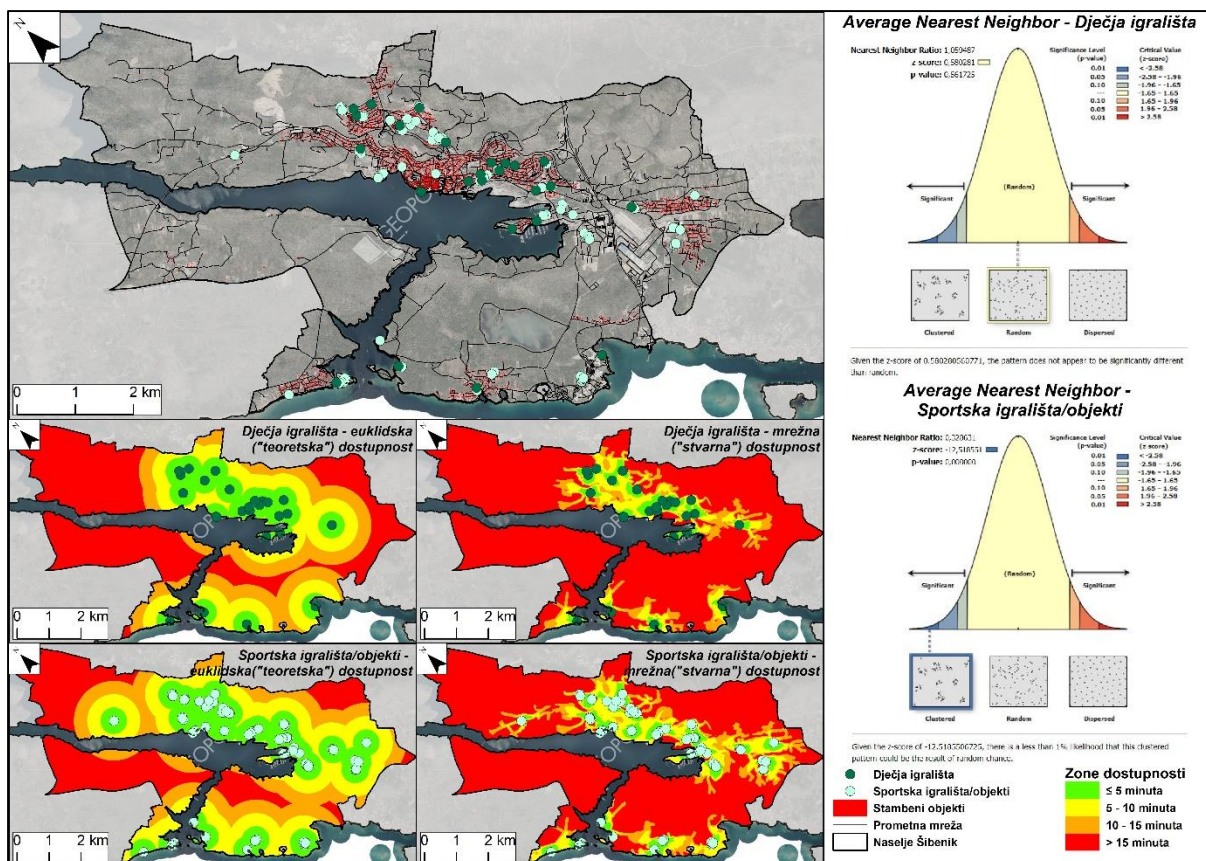 N
GEOPO
0 1 2 km
Dječja igrališta - euklidska
("teoretska") dostupnost
0 1 2 km
Dječja igrališta - mrežna
("stvarna") dostupnost
0 1 2 km
Sportska igrališta/objekti -
euklidska("teoretska") dostupnost
0 1 2 km
Sportska igrališta/objekti -
mrežna("stvarna") dostupnost
0 1 2 km
Average Nearest Neighbor - Dječja igrališta
Nearest Neighbor Ratio: 1,059487
z-score: 0,580281
p-value: 0,561725
Significance Level
(p-value)
Critical Value
(z-score)
0.01 < -2.58
0.05 -2.58 - -1.96
0.10 -1.96 - -1.65
--- -1.65 - 1.65
0.10 1.65 - 1.96
0.05 1.96 - 2.58
0.01 > 2.58
Significant
(Random)
Significant
Clustered
Random
Dispersed
Given the z-score of 0.580280560771, the pattern does not appear to be significantly different
than random.
Average Nearest Neighbor -
Sportska igrališta/objekti
Nearest Neighbor Ratio: 0,328631
z-score: -12,518551
p-value: 0,000000
Significance Level
(p-value)
Critical Value
(z-score)
0.01 < -2.58
0.05 -2.58 - -1.96
0.10 -1.96 - -1.65
--- -1.65 - 1.65
0.10 1.65 - 1.96
0.05 1.96 - 2.58
0.01 > 2.58
Significant
(Random)
Significant
Clustered
Random
Dispersed
Given the z-score of -12.5185506725, there is a less than 1% likelihood that this clustered
pattern could be the result of random chance.
Dječja igrališta
Sportska igrališta/objekti
Stambeni objekti
Prometna mreža
Naselje Šibenik
Zone dostupnosti
≤ 5 minuta
5 - 10 minuta
10 - 15 minuta
> 15 minuta